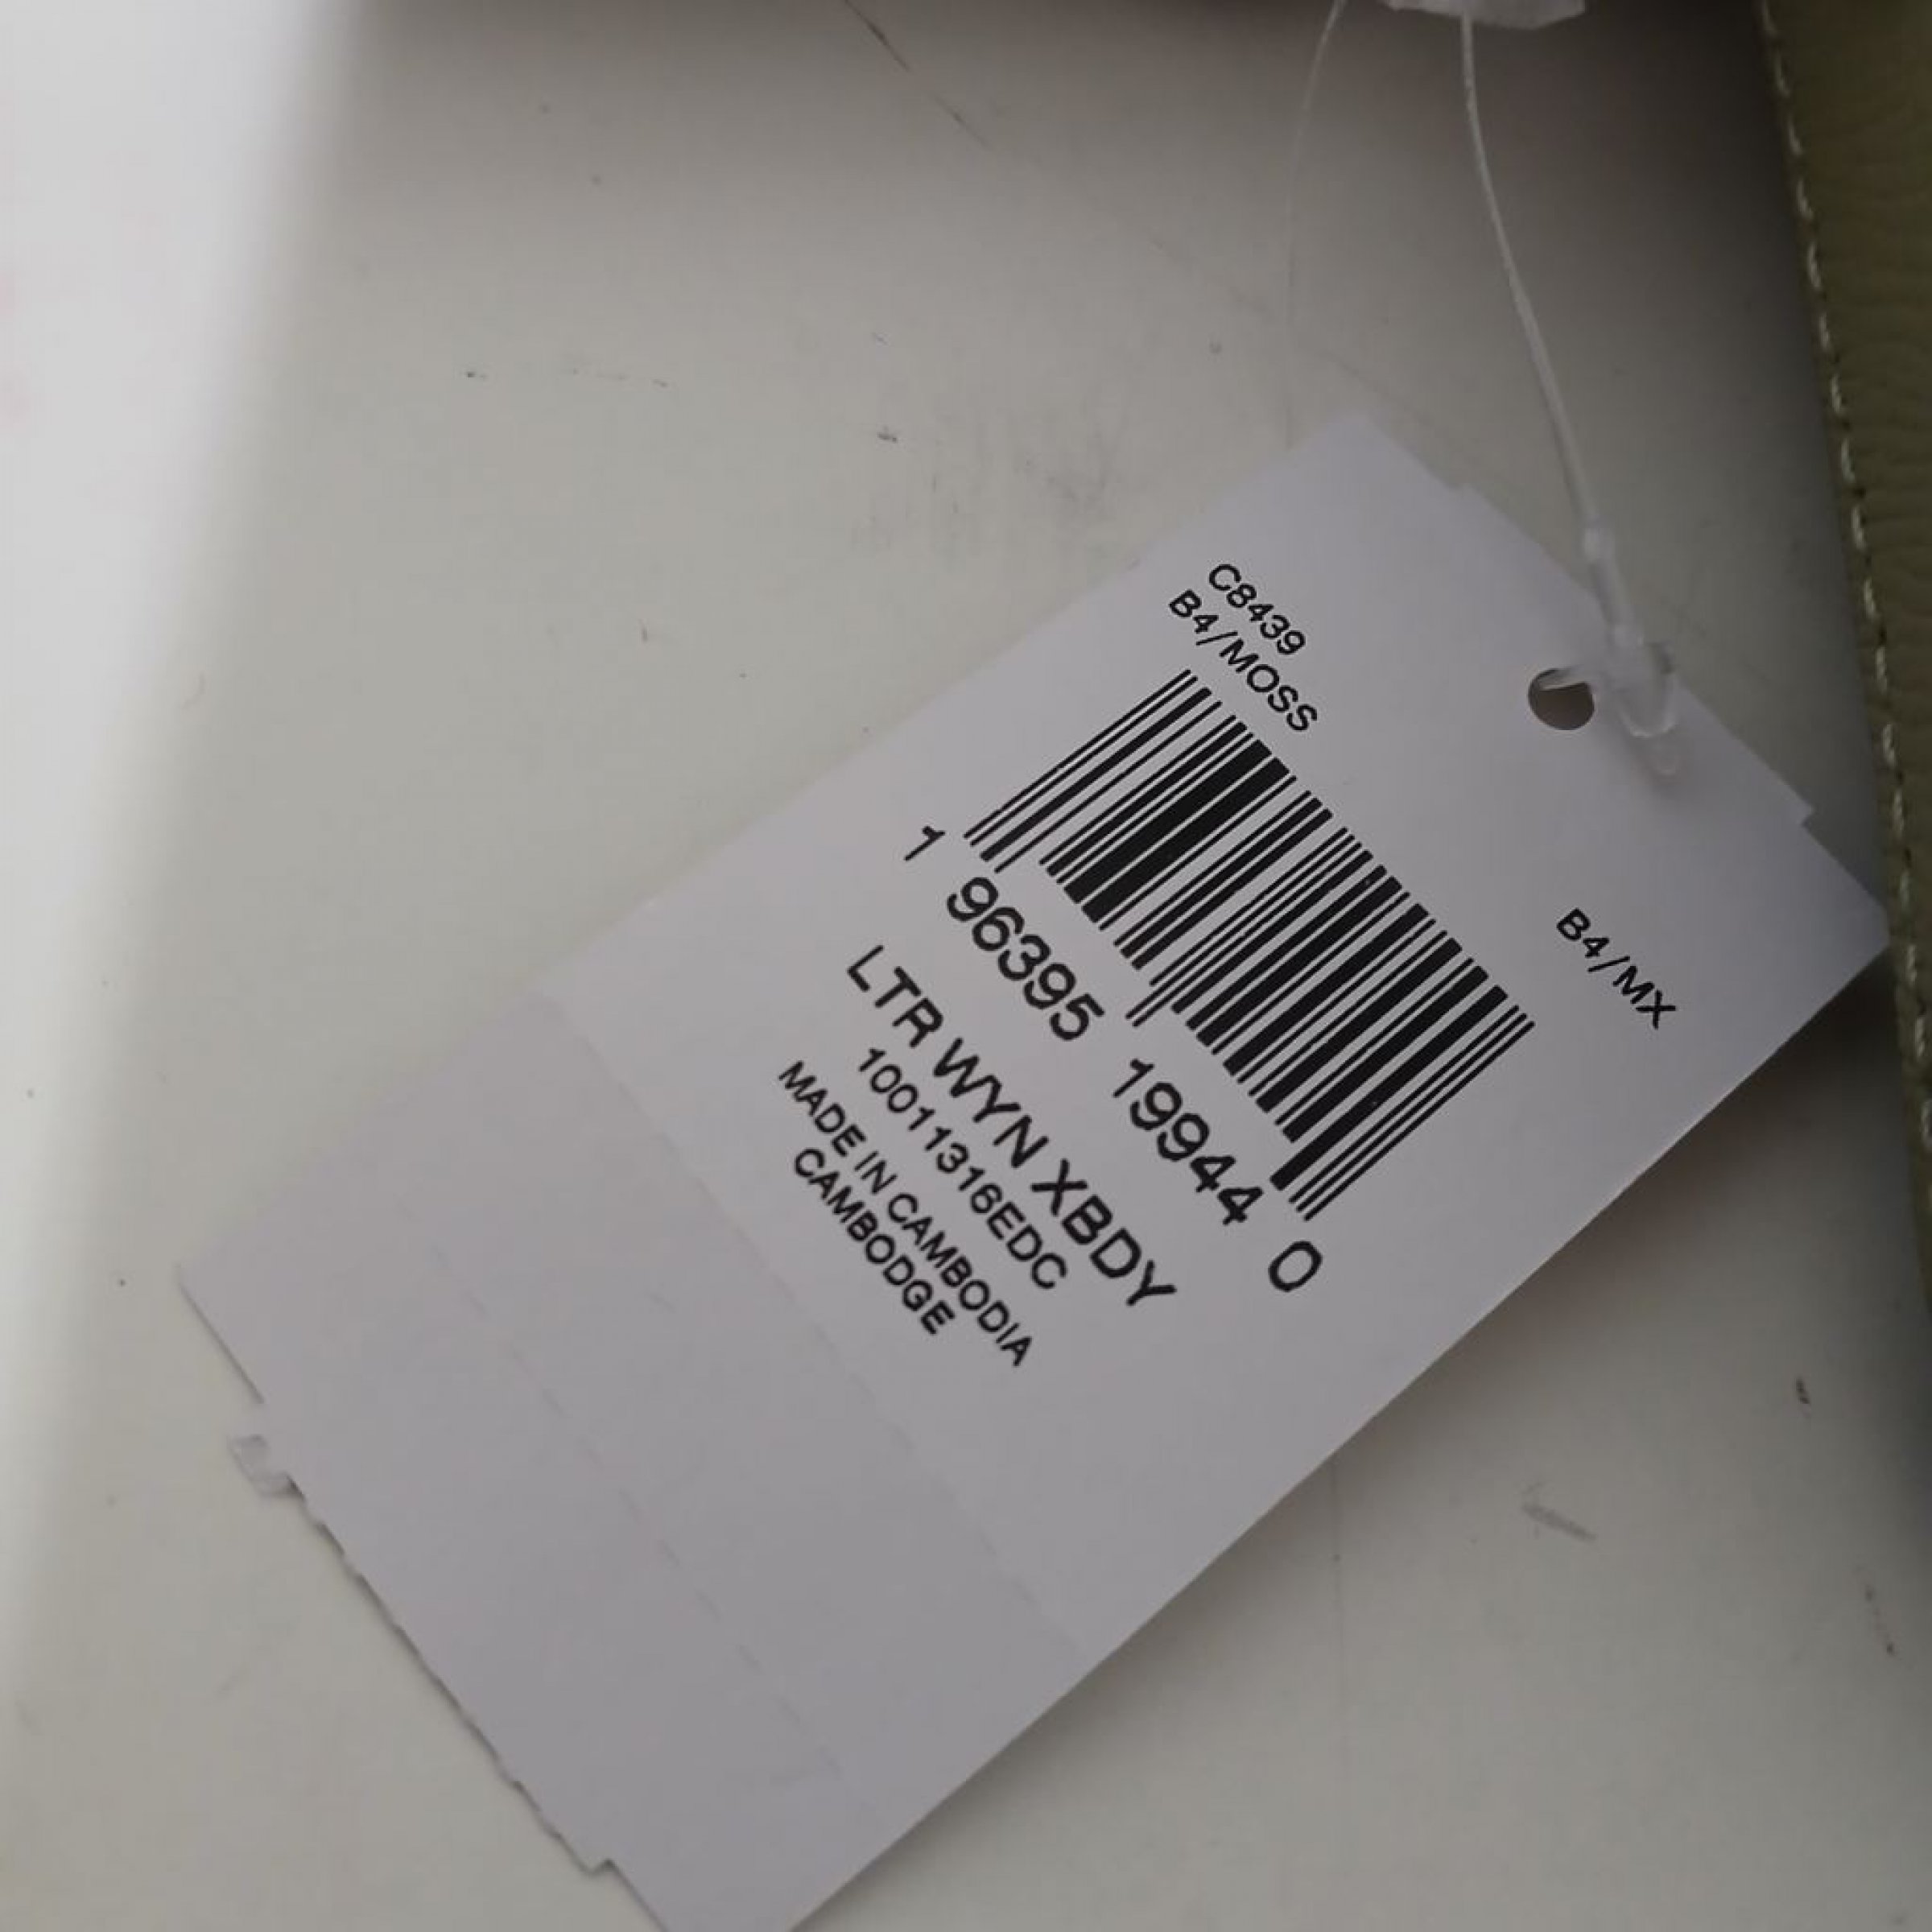 C8439
B4/MOSS
B4/MX
1 96395 19944 0
LTR WYN XBDY
10011316EDC
MADE IN CAMBODIA
CAMBODGE